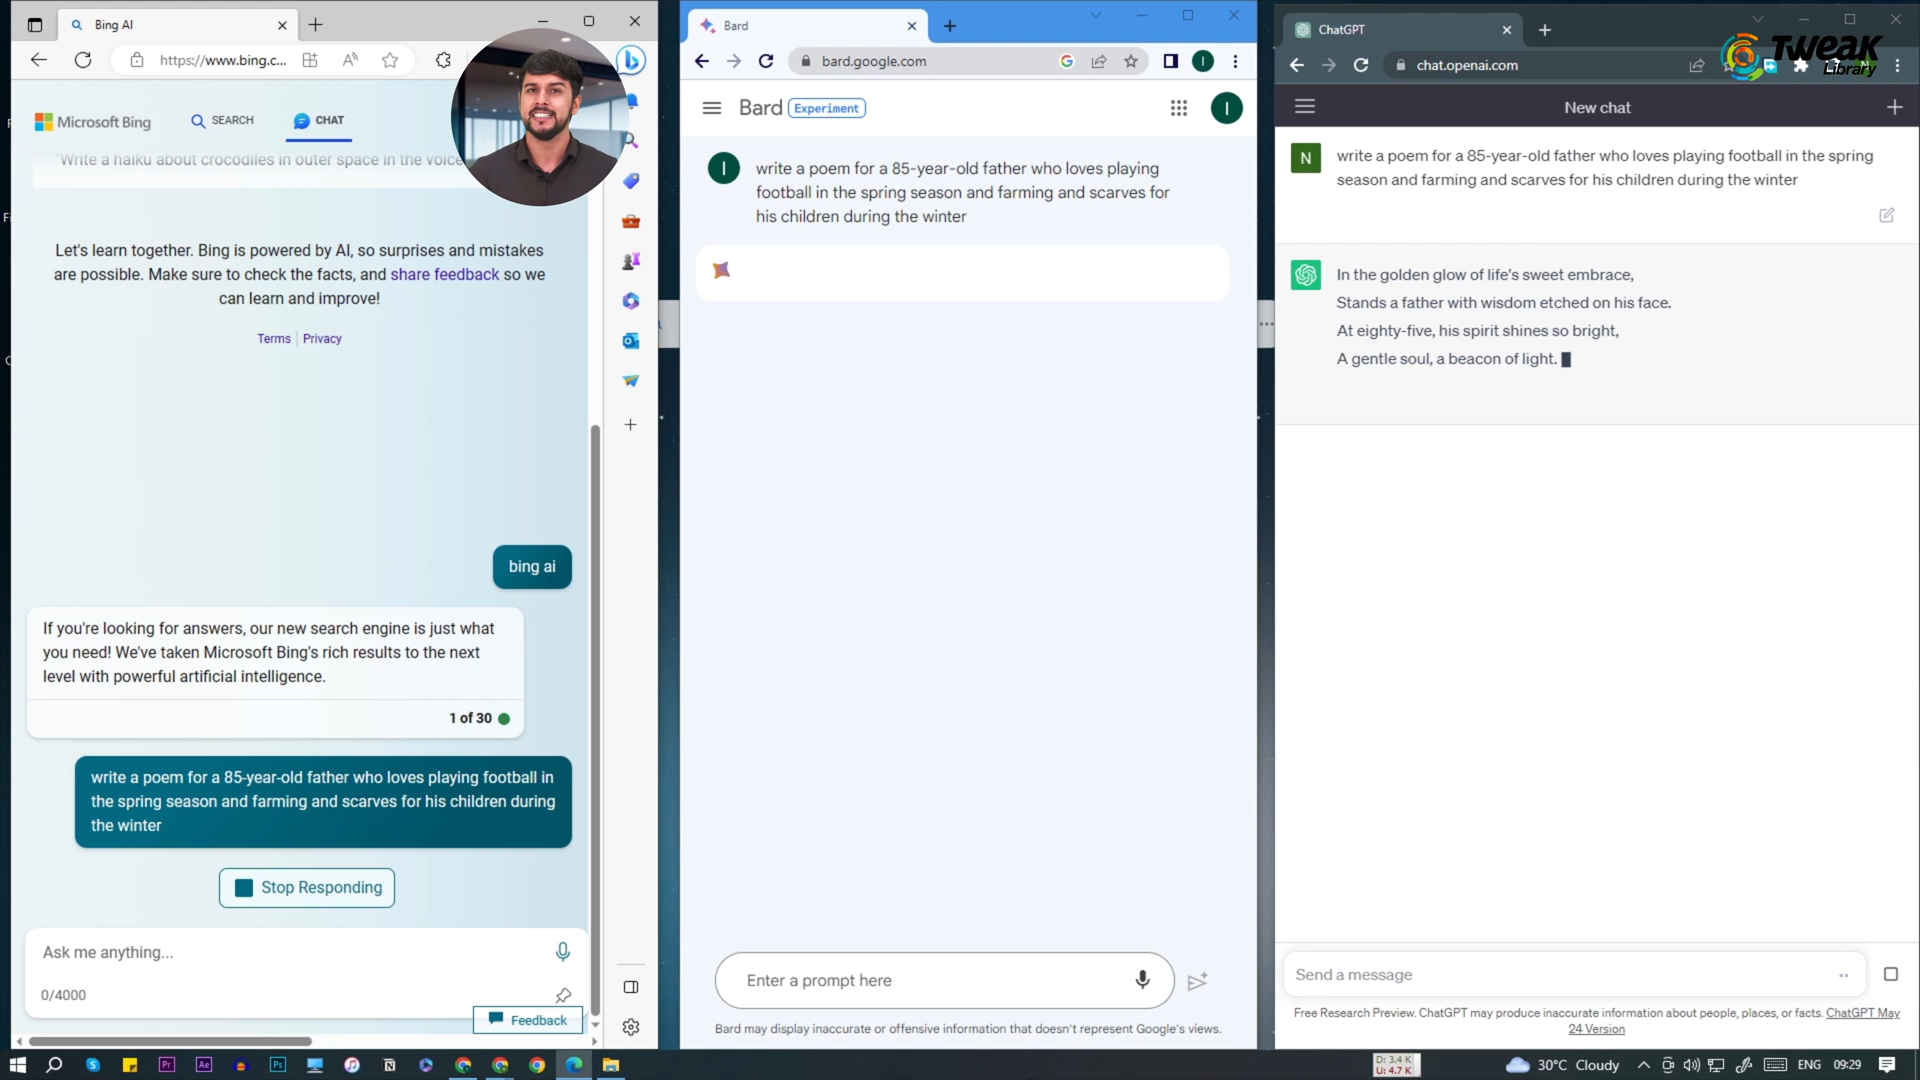 Bing AI
https://www.bing.c...
Microsoft Bing
SEARCH
CHAT
"Write a haiku about crocodiles in outer space in the voice
Let's learn together. Bing is powered by AI, so surprises and mistakes
are possible. Make sure to check the facts, and share feedback so we
can learn and improve!
Terms
Privacy
bing ai
If you're looking for answers, our new search engine is just what
you need! We've taken Microsoft Bing's rich results to the next
level with powerful artificial intelligence.
1 of 30
write a poem for a 85-year-old father who loves playing football in
the spring season and farming and scarves for his children during
the winter
Stop Responding
Ask me anything...
0/4000
Feedback
Bard
bard.google.com
Bard Experiment
write a poem for a 85-year-old father who loves playing
football in the spring season and farming and scarves for
his children during the winter
Enter a prompt here
Bard may display inaccurate or offensive information that doesn't represent Google's views.
ChatGPT
TWEAK
Library
chat.openai.com
New chat
N
write a poem for a 85-year-old father who loves playing football in the spring
season and farming and scarves for his children during the winter
In the golden glow of life's sweet embrace,
Stands a father with wisdom etched on his face.
At eighty-five, his spirit shines so bright,
A gentle soul, a beacon of light.
Send a message
Free Research Preview. ChatGPT may produce inaccurate information about people, places, or facts. ChatGPT May
24 Version
D: 3.4 K
U: 4.7 K
30°C Cloudy
ENG
09:29